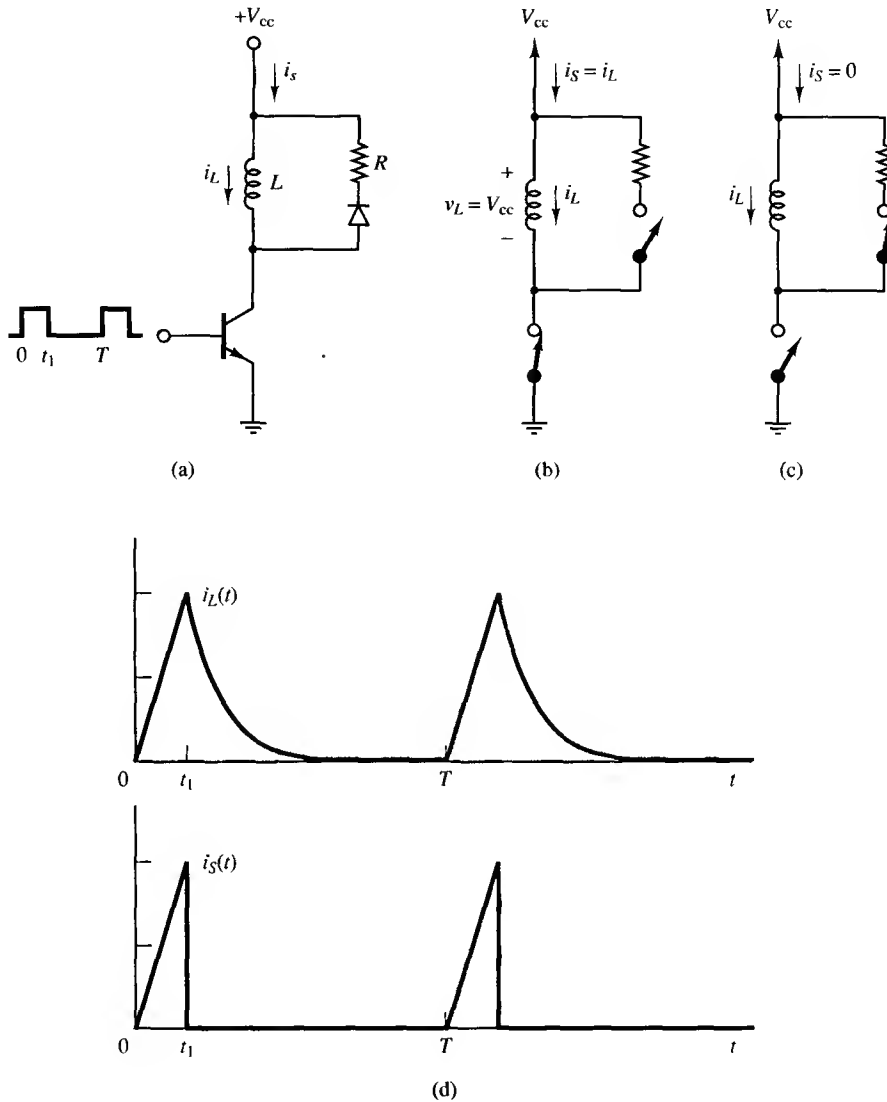 +Vcc
is
iL
L
R
0 t1 T
(a)
Vcc
iS = iL
+
vL = Vcc
iL
−
(b)
Vcc
iS = 0
iL
(c)
iL(t)
0 t1 T t
iS(t)
0 t1 T t
(d)